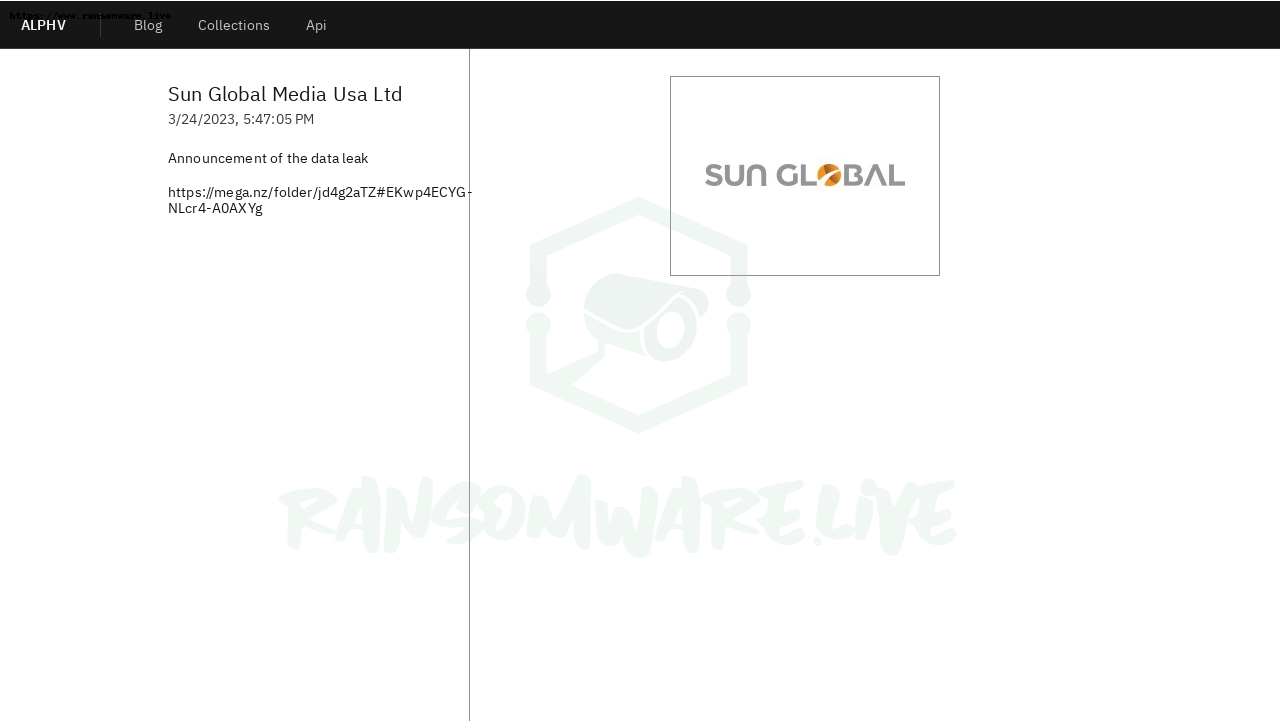 https://www.ransomware.live
ALPHV
Blog
Collections
Api
Sun Global Media Usa Ltd
3/24/2023, 5:47:05 PM
Announcement of the data leak
https://mega.nz/folder/jd4g2aTZ#EKwp4ECYG-
NLcr4-A0AXYg
SUN GLOBAL
RANSOMWARE.LIVE